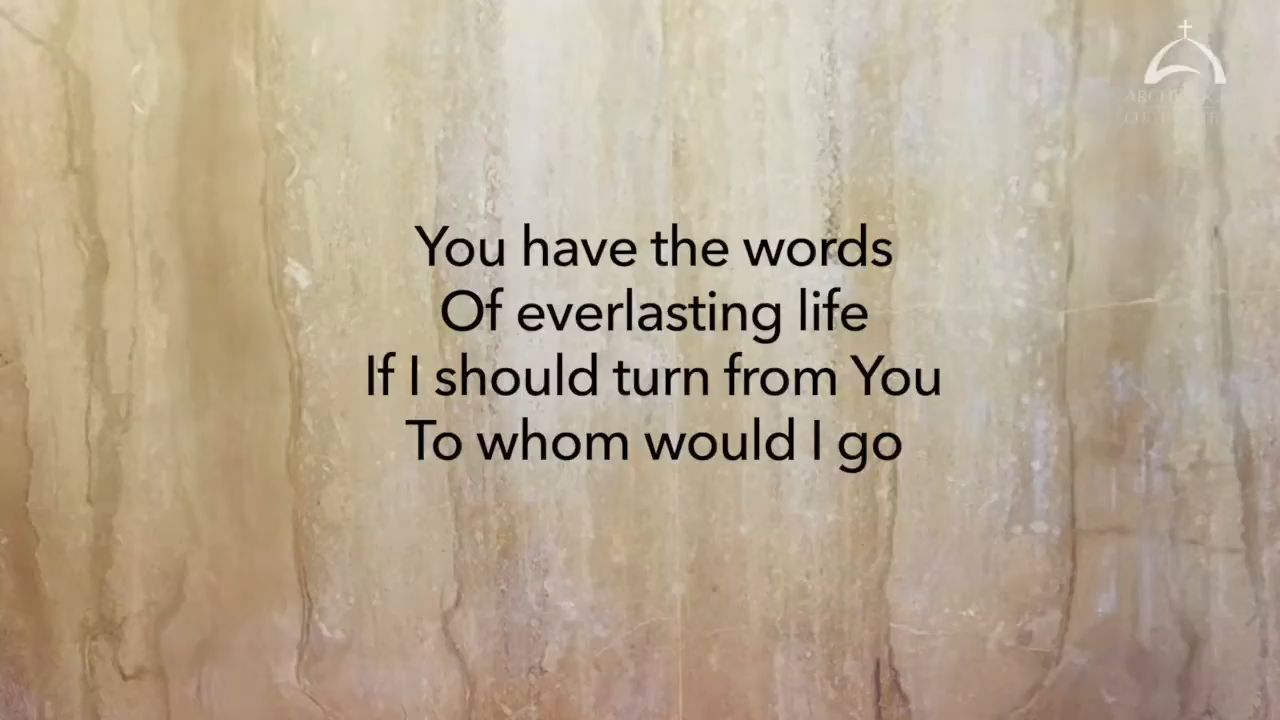 You have the words
Of everlasting life
If I should turn from You
To whom would I go